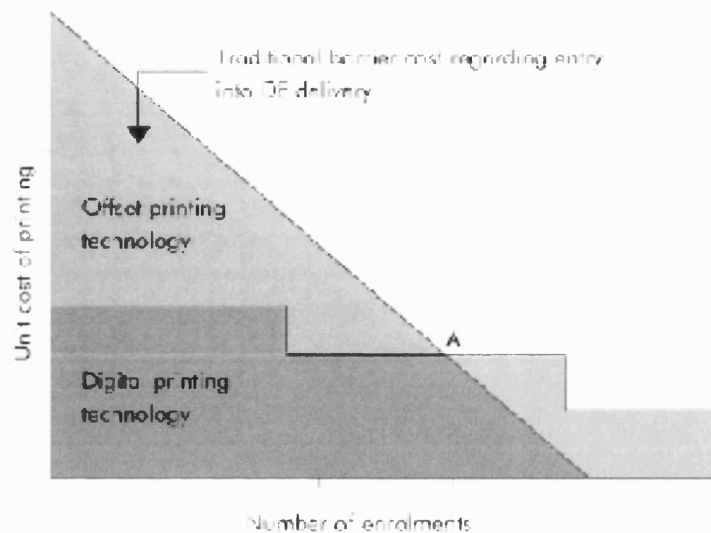 Traditional barrier cost regarding entry
into DE delivery
Offset printing
technology
A
Digital printing
technology
Unit cost of printing
Number of enrolments